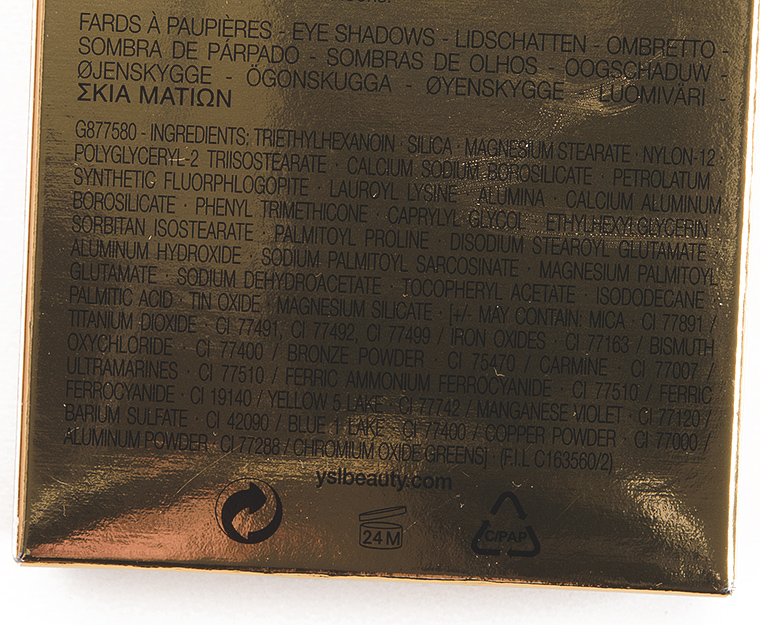 FARDS À PAUPIÈRES - EYE SHADOWS - LIDSCHATTEN - OMBRETTO -
SOMBRA DE PÁRPADO - SOMBRAS DE OLHOS - OOGSCHADUW -
ØJENSKYGGE - ÖGONSKUGGA - ØYENSKYGGE - LUOMIVÄRI -
ΣΚΙΑ ΜΑΤΙΩΝ
G877580 - INGREDIENTS: TRIETHYLHEXANOIN · SILICA · MAGNESIUM STEARATE · NYLON-12 ·
POLYGLYCERYL-2 TRIISOSTEARATE · CALCIUM SODIUM BOROSILICATE · PETROLATUM ·
SYNTHETIC FLUORPHLOGOPITE · LAUROYL LYSINE · ALUMINA · CALCIUM ALUMINUM
BOROSILICATE · PHENYL TRIMETHICONE · CAPRYLYL GLYCOL · ETHYLHEXYLGLYCERIN ·
SORBITAN ISOSTEARATE · PALMITOYL PROLINE · DISODIUM STEAROYL GLUTAMATE ·
ALUMINUM HYDROXIDE · SODIUM PALMITOYL SARCOSINATE · MAGNESIUM PALMITOYL
GLUTAMATE · SODIUM DEHYDROACETATE · TOCOPHERYL ACETATE · ISODODECANE ·
PALMITIC ACID · TIN OXIDE · MAGNESIUM SILICATE · [+/- MAY CONTAIN: MICA · CI 77891 /
TITANIUM DIOXIDE · CI 77491, CI 77492, CI 77499 / IRON OXIDES · CI 77163 / BISMUTH
OXYCHLORIDE · CI 77400 / BRONZE POWDER · CI 75470 / CARMINE · CI 77007 /
ULTRAMARINES · CI 77510 / FERRIC AMMONIUM FERROCYANIDE · CI 77510 / FERRIC
FERROCYANIDE · CI 19140 / YELLOW 5 LAKE · CI 77742 / MANGANESE VIOLET · CI 77120 /
BARIUM SULFATE · CI 42090 / BLUE 1 LAKE · CI 77400 / COPPER POWDER · CI 77000 /
ALUMINUM POWDER · CI 77288 / CHROMIUM OXIDE GREENS] · (F.I.L C163560/2)
yslbeauty.com
24 M
C/PAP